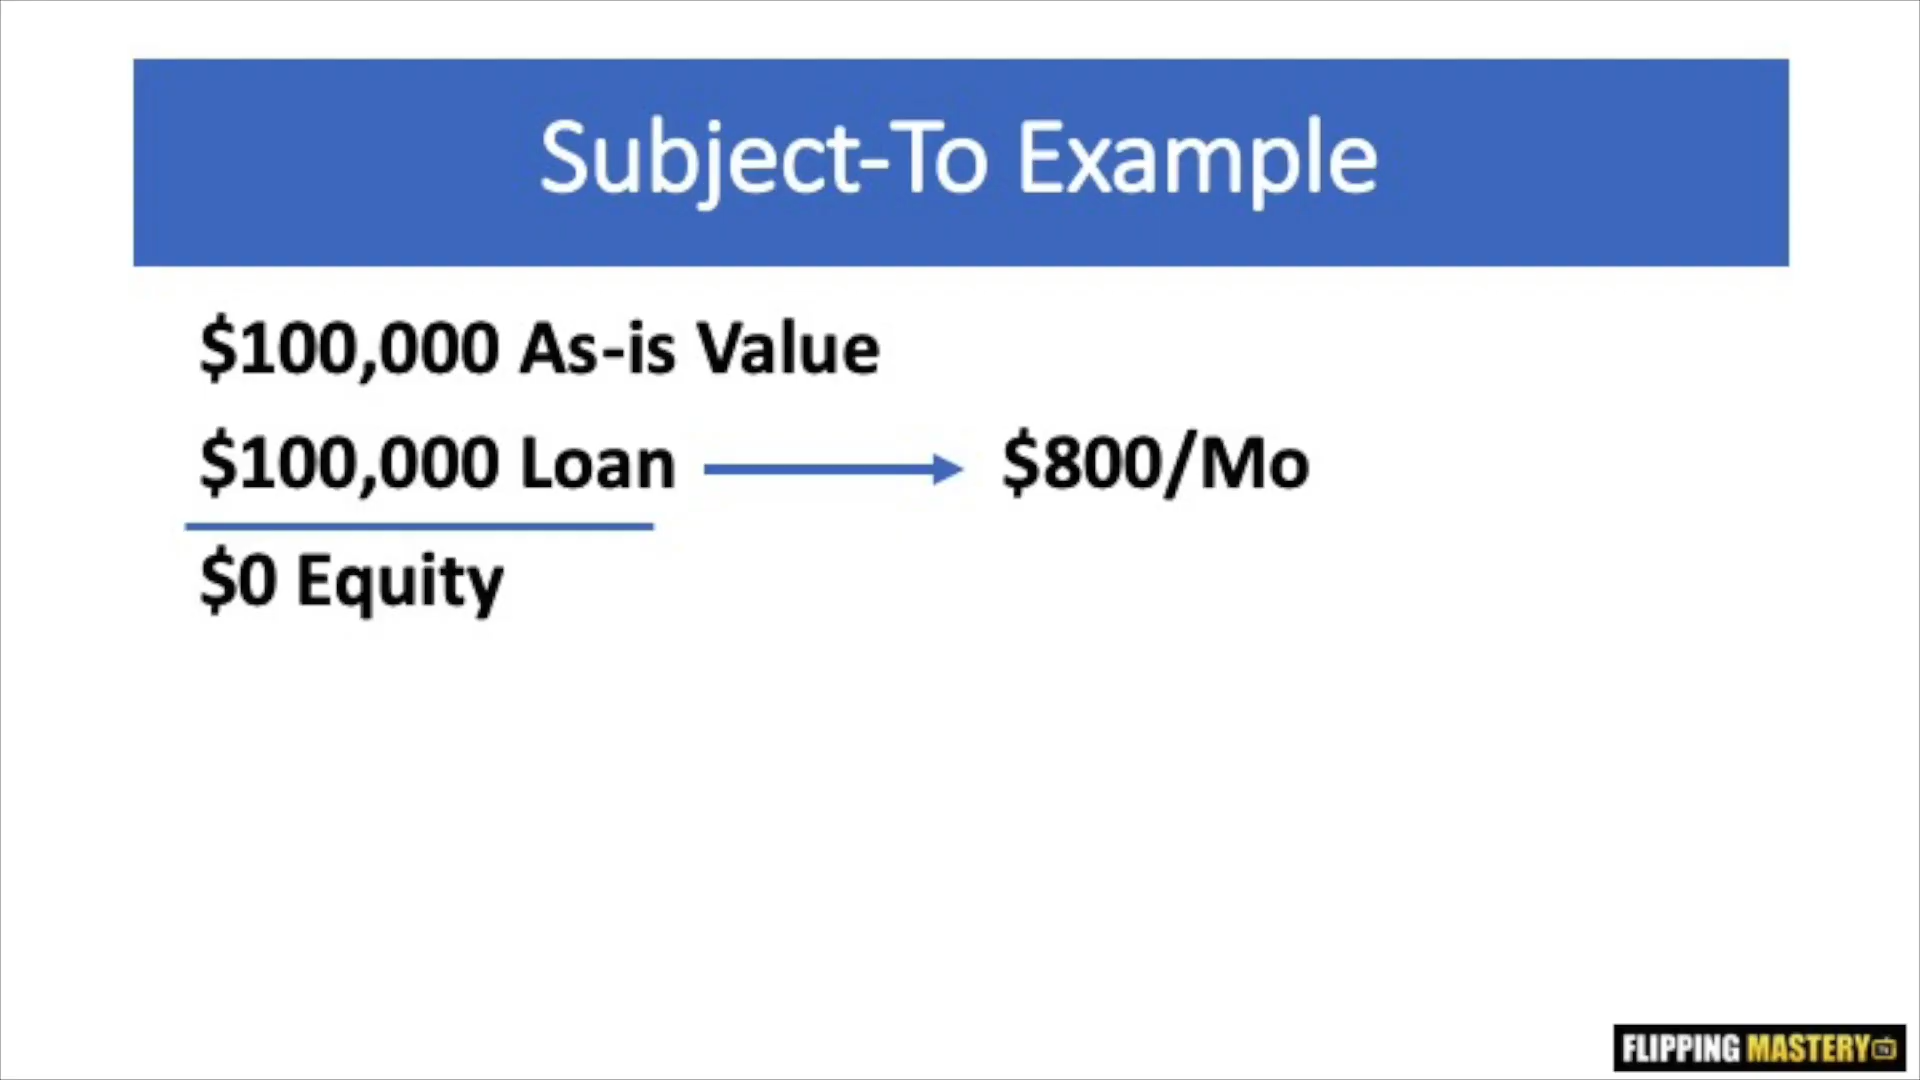 Subject-To Example
$100,000 As-is Value
$100,000 Loan $800/Mo
$0 Equity
FLIPPING MASTERY